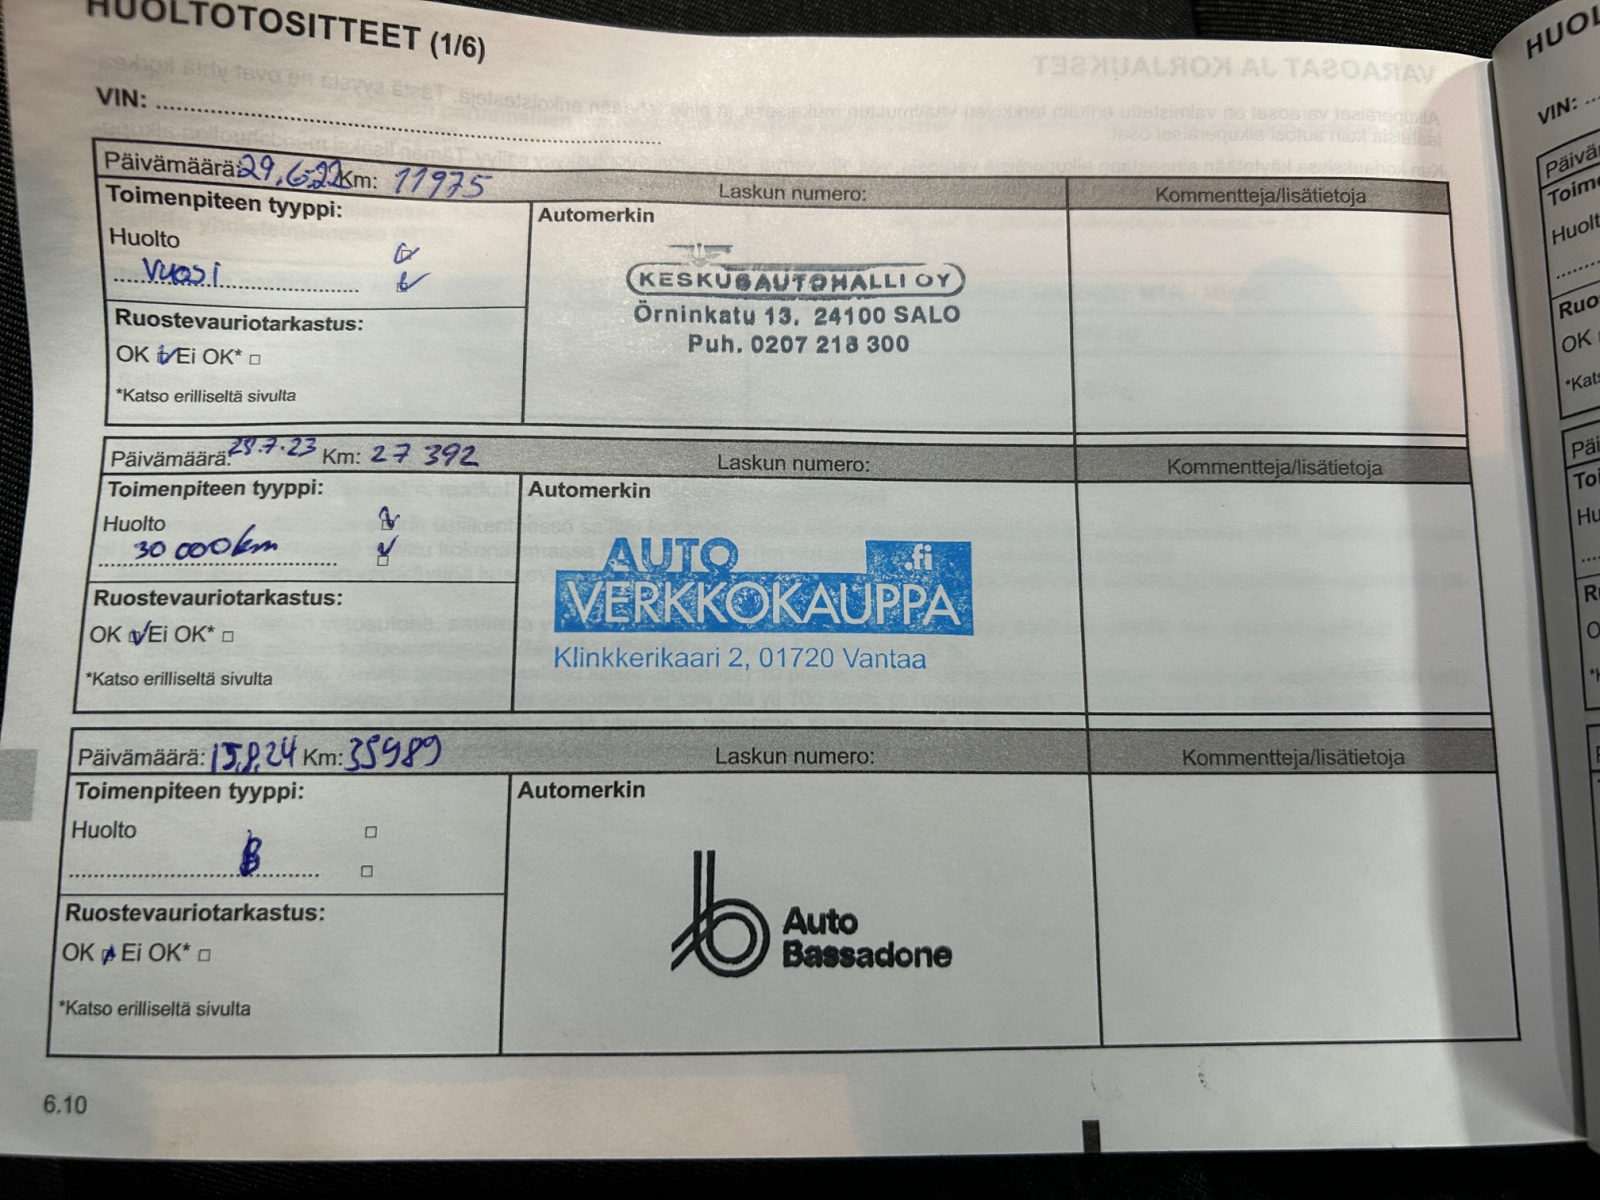 HUOLTOTOSITTEET (1/6)
VIN:
Päivämäärä: 29.6.22 Km: 11975 Laskun numero: Kommentteja/lisätietoja
Toimenpiteen tyyppi:
Huolto
Vuosi
Ruostevauriotarkastus:
OK Ei OK*
*Katso erilliseltä sivulta
Automerkin
KESKUSAUTOHALLI OY
Örninkatu 13, 24100 SALO
Puh. 0207 218 300
Päivämäärä: 28.7.23 Km: 27 392 Laskun numero: Kommentteja/lisätietoja
Toimenpiteen tyyppi:
Huolto
30 000km
Ruostevauriotarkastus:
OK Ei OK*
*Katso erilliseltä sivulta
Automerkin
AUTO .fi
VERKKOKAUPPA
Klinkkerikaari 2, 01720 Vantaa
Päivämäärä: 15.8.24 Km: 35989 Laskun numero: Kommentteja/lisätietoja
Toimenpiteen tyyppi:
Huolto
B
Ruostevauriotarkastus:
OK Ei OK*
*Katso erilliseltä sivulta
Automerkin
Auto
Bassadone
6.10
VIN: